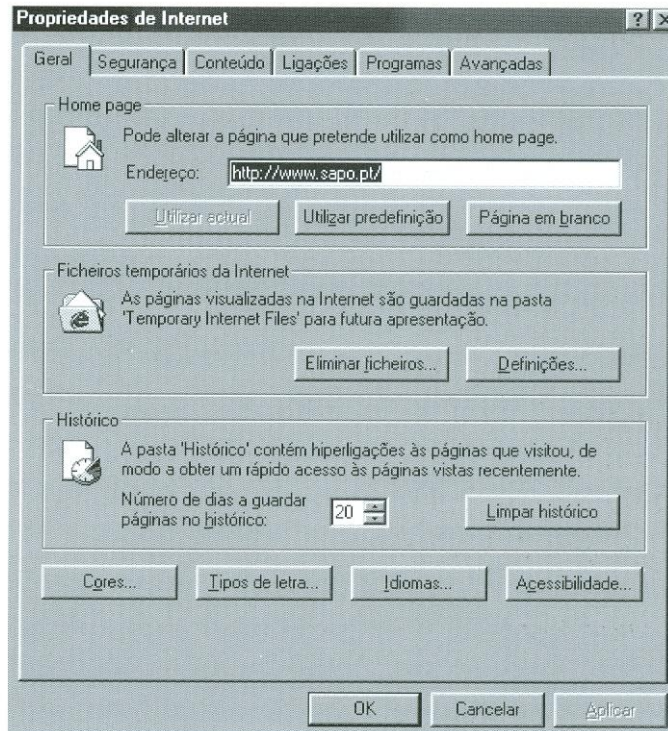 Propriedades de Internet
Geral Segurança Conteúdo Ligações Programas Avançadas
Home page
Pode alterar a página que pretende utilizar como home page.
Endereço: http://www.sapo.pt/
Utilizar actual Utilizar predefinição Página em branco
Ficheiros temporários da Internet
As páginas visualizadas na Internet são guardadas na pasta
'Temporary Internet Files' para futura apresentação.
Eliminar ficheiros... Definições...
Histórico
A pasta 'Histórico' contém hiperligações às páginas que visitou, de
modo a obter um rápido acesso às páginas vistas recentemente.
Número de dias a guardar
páginas no histórico: 20 Limpar histórico
Cores... Tipos de letra... Idiomas... Acessibilidade...
OK Cancelar Aplicar